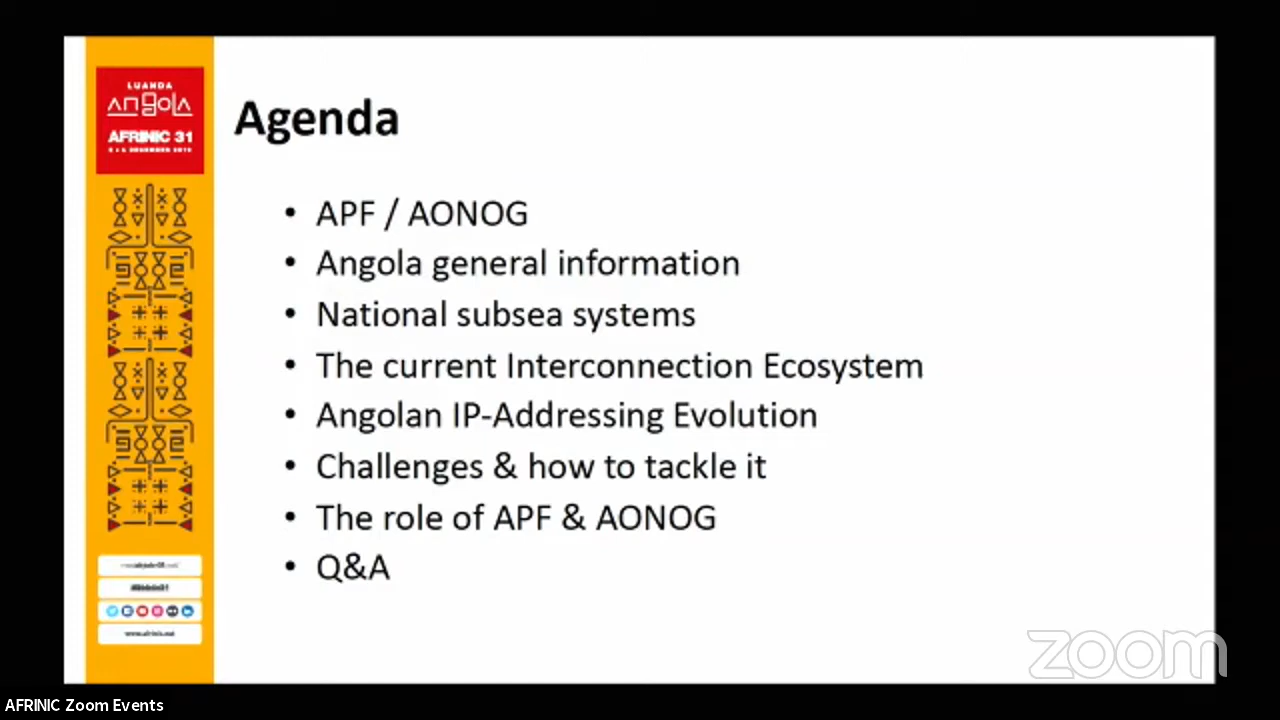 LUANDA
angola
AFRINIC 31
Agenda
• APF / AONOG
• Angola general information
• National subsea systems
• The current Interconnection Ecosystem
• Angolan IP-Addressing Evolution
• Challenges & how to tackle it
• The role of APF & AONOG
• Q&A
www.afrinic.net
zoom
AFRINIC Zoom Events